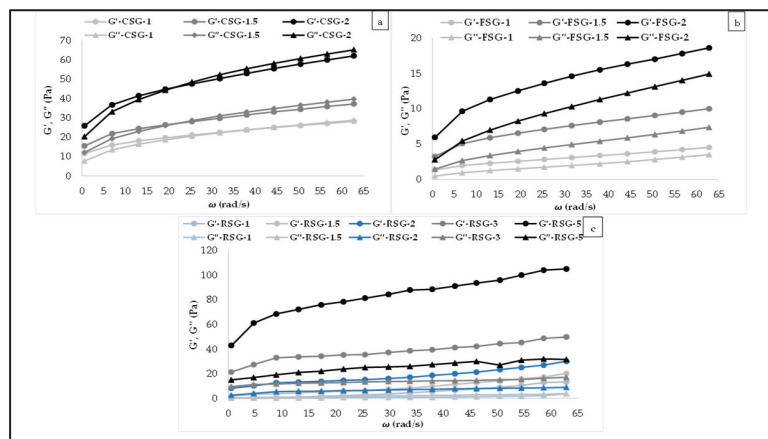 G'-CSG-1 G'-CSG-1.5 G'-CSG-2
G''-CSG-1 G''-CSG-1.5 G''-CSG-2
a
70
60
50
40
30
20
10
0
G', G'' (Pa)
0 5 10 15 20 25 30 35 40 45 50 55 60 65
ω (rad/s)
G'-FSG-1 G'-FSG-1.5 G'-FSG-2
G''-FSG-1 G''-FSG-1.5 G''-FSG-2
b
20
15
10
5
0
G', G'' (Pa)
0 5 10 15 20 25 30 35 40 45 50 55 60 65
ω (rad/s)
G'-RSG-1 G'-RSG-1.5 G'-RSG-2 G'-RSG-3 G'-RSG-5
G''-RSG-1 G''-RSG-1.5 G''-RSG-2 G''-RSG-3 G''-RSG-5
c
120
100
80
60
40
20
0
G', G'' (Pa)
0 5 10 15 20 25 30 35 40 45 50 55 60 65
ω (rad/s)